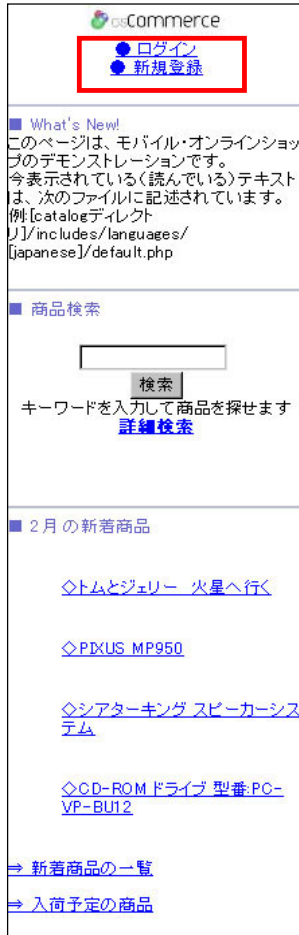 osCommerce
● ログイン
● 新規登録
■ What's New!
このページは、モバイル・オンラインショッ
プのデモンストレーションです。
今表示されている(読んでいる)テキスト
は、次のファイルに記述されています。
例:[catalogディレクト
リ]/includes/languages/
[japanese]/default.php
■ 商品検索
検索
キーワードを入力して商品を探せます
詳細検索
■ 2月の新着商品
◇トムとジェリー 火星へ行く
◇PIXUS MP950
◇シアターキング スピーカーシス
テム
◇CD-ROMドライブ 型番:PC-
VP-BU12
⇒ 新着商品の一覧
⇒ 入荷予定の商品